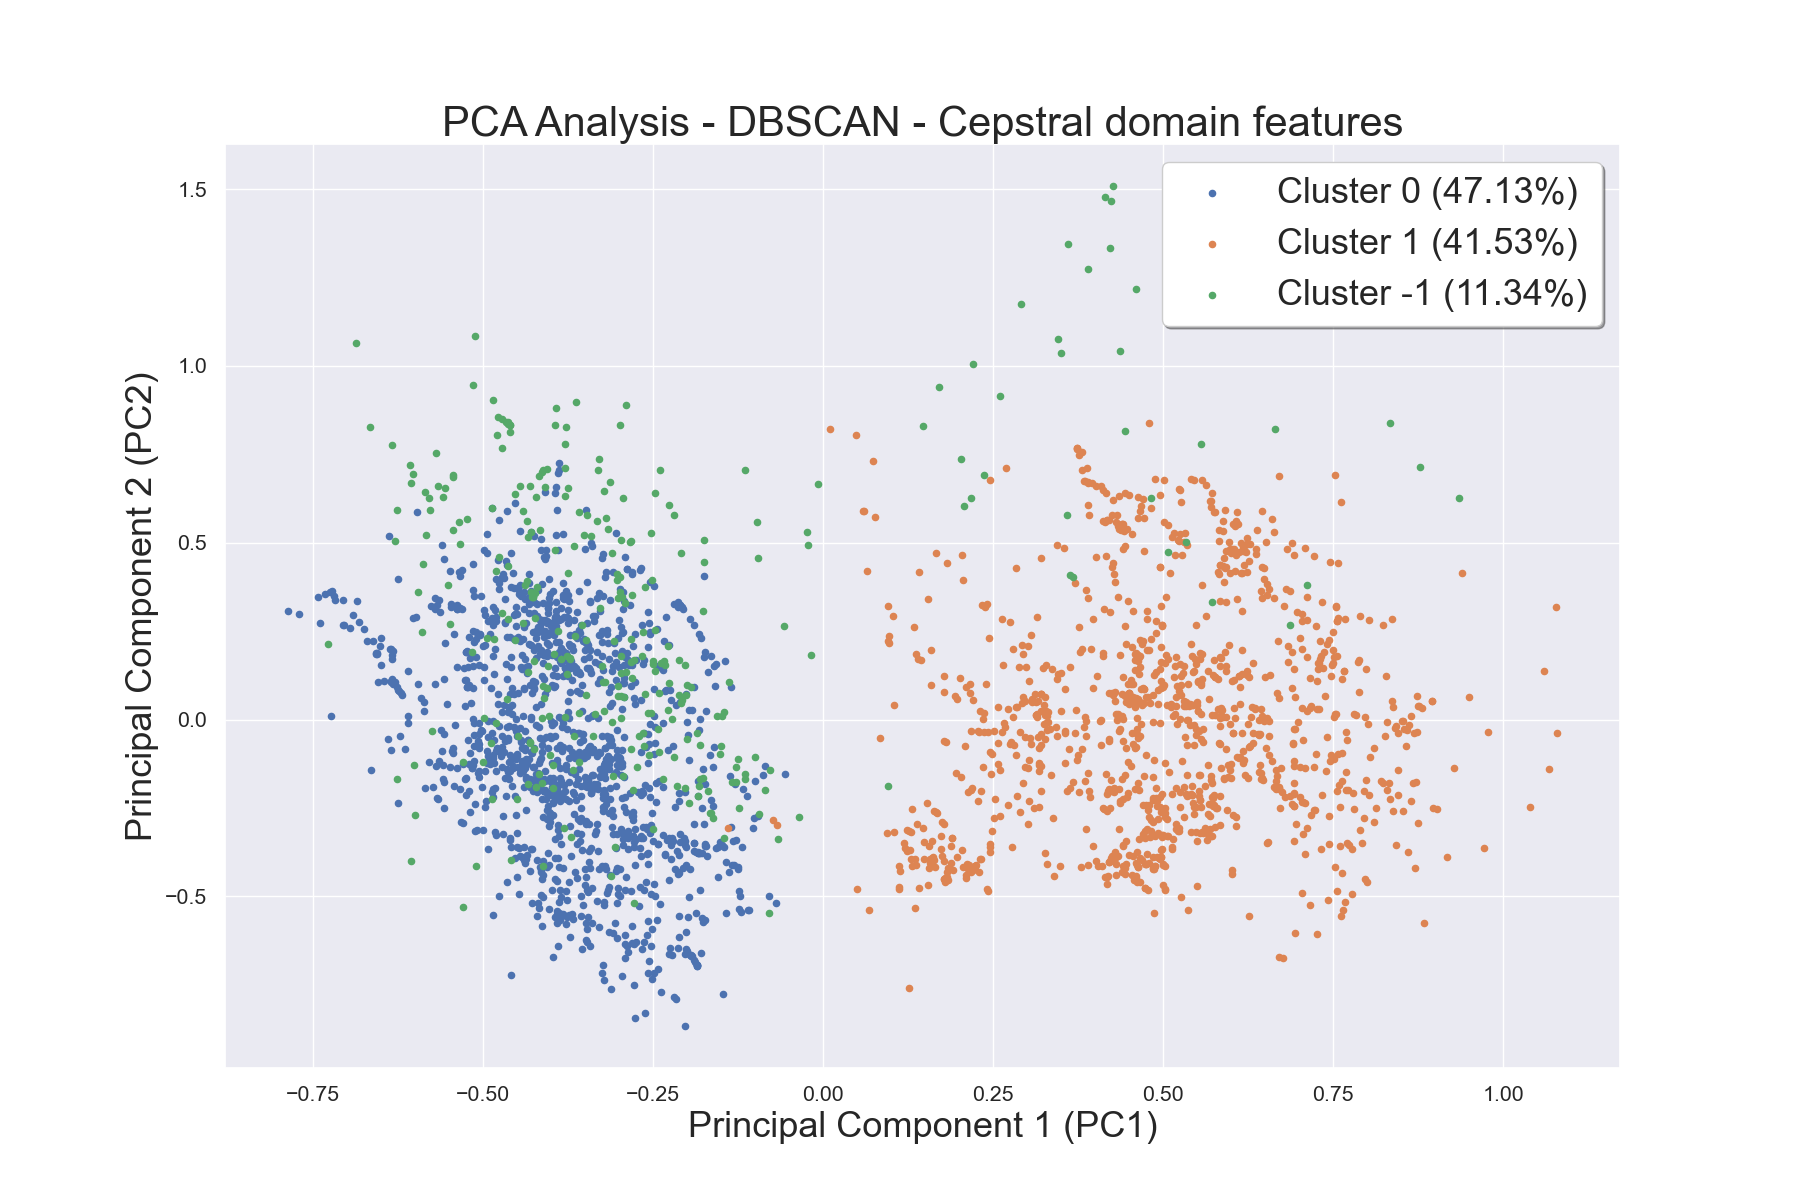 PCA Analysis - DBSCAN - Cepstral domain features
Cluster 0 (47.13%)
Cluster 1 (41.53%)
Cluster -1 (11.34%)
Principal Component 2 (PC2)
1.5
1.0
0.5
0.0
−0.5
−0.75
−0.50
−0.25
0.00
0.25
0.50
0.75
1.00
Principal Component 1 (PC1)